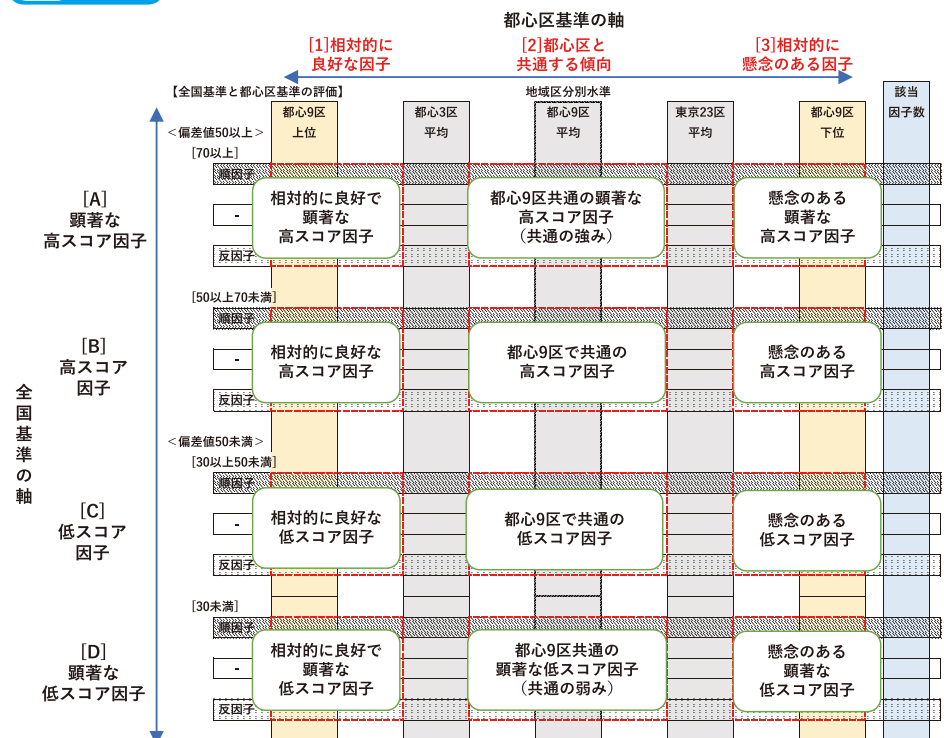 都心区基準の軸
[1]相対的に
良好な因子
[2]都心区と
共通する傾向
[3]相対的に
懸念のある因子
【全国基準と都心区基準の評価】
地域区分別水準
該当
因子数
都心9区
上位
都心3区
平均
都心9区
平均
東京23区
平均
都心9区
下位
全国基準の軸
<偏差値50以上>
[70以上]
[A]
顕著な
高スコア因子
順因子
-
反因子
相対的に良好で
顕著な
高スコア因子
都心9区共通の顕著な
高スコア因子
（共通の強み）
懸念のある
顕著な
高スコア因子
[50以上70未満]
[B]
高スコア
因子
順因子
-
反因子
相対的に良好な
高スコア因子
都心9区で共通の
高スコア因子
懸念のある
高スコア因子
<偏差値50未満>
[30以上50未満]
[C]
低スコア
因子
順因子
-
反因子
相対的に良好な
低スコア因子
都心9区で共通の
低スコア因子
懸念のある
低スコア因子
[30未満]
[D]
顕著な
低スコア因子
順因子
-
反因子
相対的に良好で
顕著な
低スコア因子
都心9区共通の
顕著な低スコア因子
（共通の弱み）
懸念のある
顕著な
低スコア因子